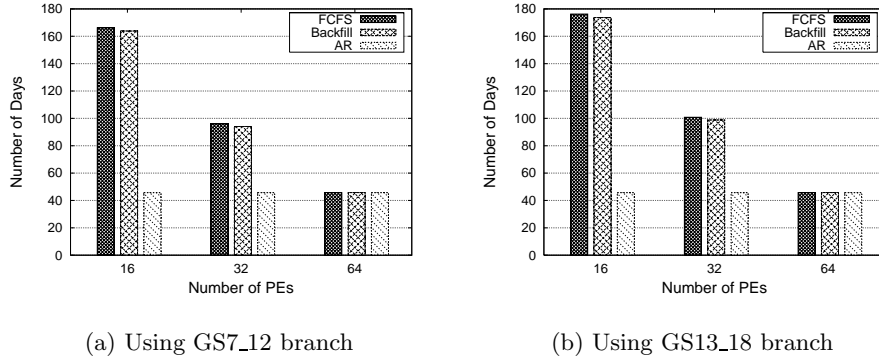 180
160
140
120
100
80
60
40
20
0
Number of Days
FCFS
Backfill
AR
16 32 64
Number of PEs
(a) Using GS7_12 branch
180
160
140
120
100
80
60
40
20
0
Number of Days
FCFS
Backfill
AR
16 32 64
Number of PEs
(b) Using GS13_18 branch